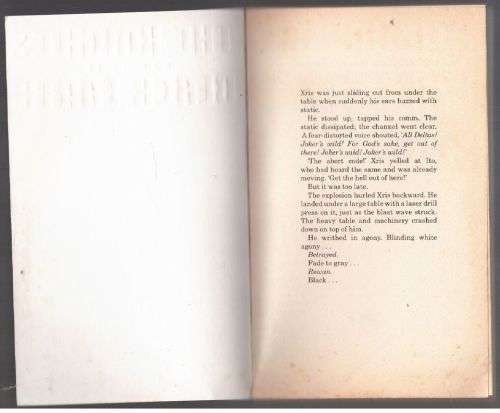 THE KNIGHTS
BLACK EARTH
Xris was just sliding out from under the
table when suddenly his ears buzzed with
static.
He stood up, tapped his comm. The
static dissipated; the channel went clear.
A fear-distorted voice shouted, 'All Deltas!
Joker's wild! For God's sake, get out of
there! Joker's wild! Joker's wild!'
'The abort code!' Xris yelled at Ito,
who had heard the same and was already
moving. 'Get the hell out of here!'
But it was too late.
The explosion hurled Xris backward. He
landed under a large table with a laser drill
press on it, just as the blast wave struck.
The heavy table and machinery crashed
down on top of him.
He writhed in agony. Blinding white
agony . . .
Betrayed.
Fade to gray . . .
Rowan.
Black . . .